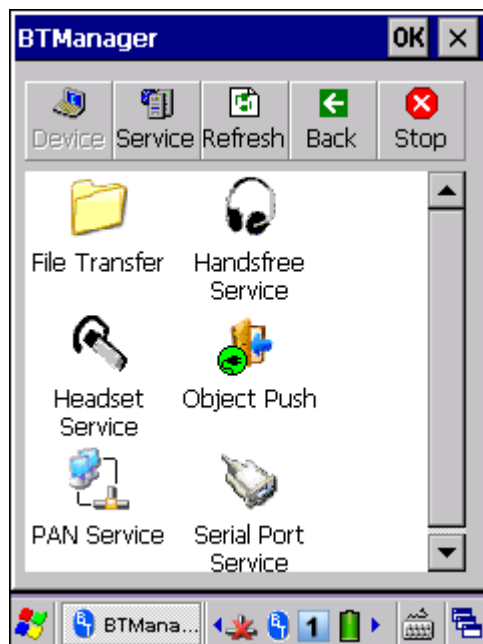 BTManager OK
Device Service Refresh Back Stop
File Transfer Handsfree
Service
Headset Object Push
Service
PAN Service Serial Port
Service
BTMana... 1